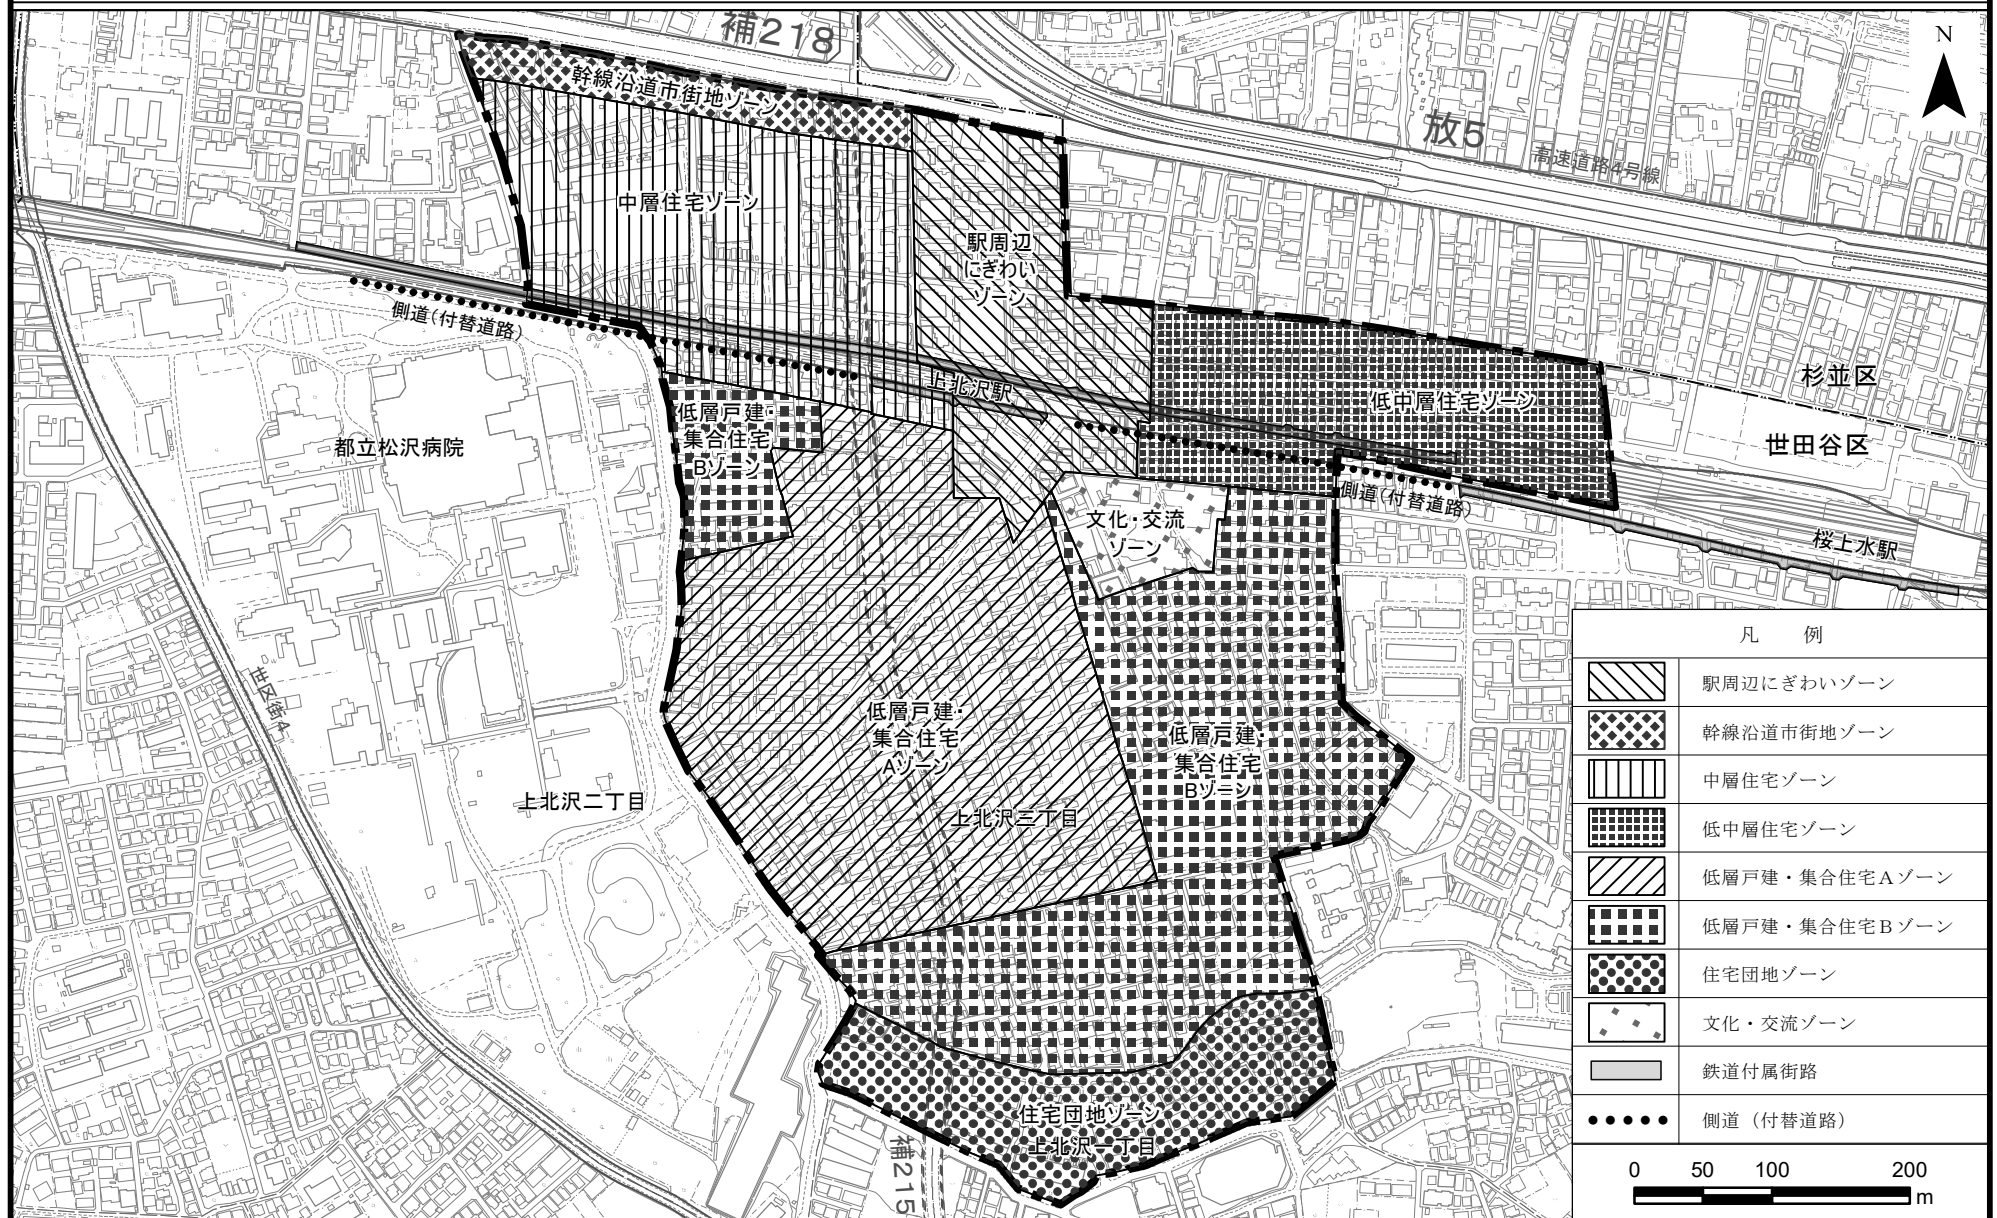 補218
N
幹線沿道市街地ゾーン
放5
高速道路4号線
中層住宅ゾーン
駅周辺
にぎわい
ゾーン
側道(付替道路)
上北沢駅
杉並区
低中層住宅ゾーン
低層戸建・
集合住宅
Bゾーン
都立松沢病院
世田谷区
側道(付替道路)
文化・交流
ゾーン
桜上水駅
世区街4
低層戸建・
集合住宅
Aゾーン
低層戸建・
集合住宅
Bゾーン
上北沢二丁目
上北沢三丁目
住宅団地ゾーン
上北沢一丁目
補215
凡 例
駅周辺にぎわいゾーン
幹線沿道市街地ゾーン
中層住宅ゾーン
低中層住宅ゾーン
低層戸建・集合住宅Aゾーン
低層戸建・集合住宅Bゾーン
住宅団地ゾーン
文化・交流ゾーン
鉄道付属街路
側道（付替道路）
0 50 100 200
m